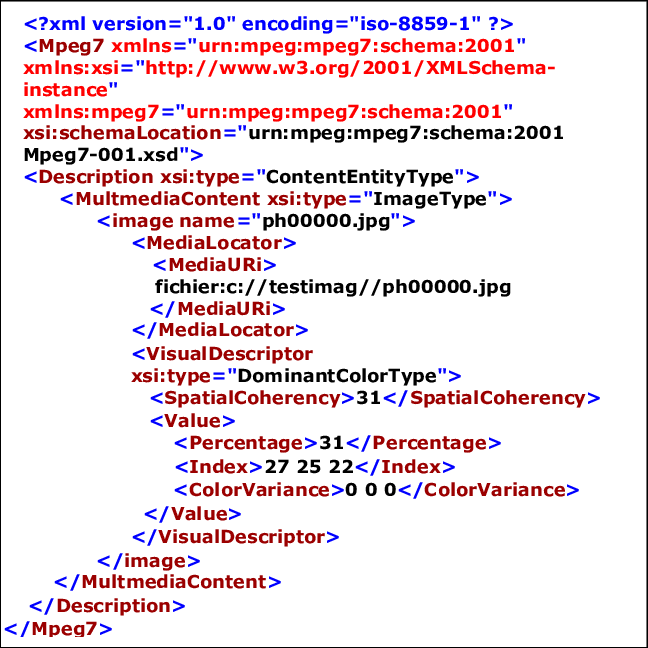 <?xml version="1.0" encoding="iso-8859-1" ?>
<Mpeg7 xmlns="urn:mpeg:mpeg7:schema:2001"
xmlns:xsi="http://www.w3.org/2001/XMLSchema-
instance"
xmlns:mpeg7="urn:mpeg:mpeg7:schema:2001"
xsi:schemaLocation="urn:mpeg:mpeg7:schema:2001
Mpeg7-001.xsd">
<Description xsi:type="ContentEntityType">
<MultmediaContent xsi:type="ImageType">
<image name="ph00000.jpg">
<MediaLocator>
<MediaURi>
fichier:c://testimag//ph00000.jpg
</MediaURi>
</MediaLocator>
<VisualDescriptor
xsi:type="DominantColorType">
<SpatialCoherency>31</SpatialCoherency>
<Value>
<Percentage>31</Percentage>
<Index>27 25 22</Index>
<ColorVariance>0 0 0</ColorVariance>
</Value>
</VisualDescriptor>
</image>
</MultmediaContent>
</Description>
</Mpeg7>